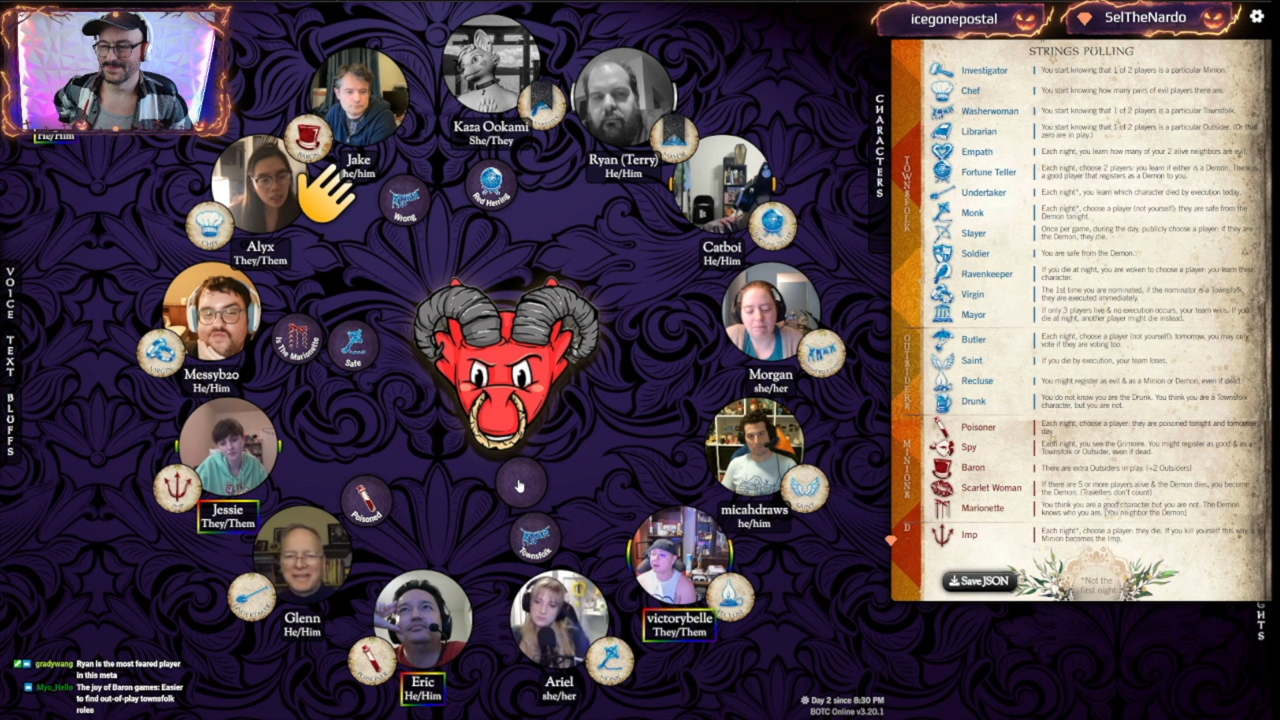 icegonepostal
SelTheNardo
He/Him
Jake
he/him
Kaza Ookami
She/They
Ryan (Terry)
He/Him
Catboi
He/Him
Morgan
she/her
micahdraws
he/him
victorybelle
They/Them
Ariel
she/her
Eric
He/Him
Glenn
He/Him
Jessie
They/Them
Messyb20
He/Him
Alyx
They/Them
Wrong
Red Herring
Is The Marionette
Safe
Poisoned
Townsfolk
VOICE TEXT BLUFFS
CHARACTERS
STRINGS PULLING
TOWNSFOLK
Investigator
You start knowing that 1 of 2 players is a particular Minion.
Chef
You start knowing how many pairs of evil players there are.
Washerwoman
You start knowing that 1 of 2 players is a particular Townsfolk.
Librarian
You start knowing that 1 of 2 players is a particular Outsider. (Or that
zero are in play.)
Empath
Each night, you learn how many of your 2 alive neighbors are evil.
Fortune Teller
Each night, choose 2 players: you learn if either is a Demon. There is
a good player that registers as a Demon to you.
Undertaker
Each night*, you learn which character died by execution today.
Monk
Each night*, choose a player (not yourself): they are safe from the
Demon tonight.
Slayer
Once per game, during the day, publicly choose a player: if they are
the Demon, they die.
Soldier
You are safe from the Demon.
Ravenkeeper
If you die at night, you are woken to choose a player: you learn their
character.
Virgin
The 1st time you are nominated, if the nominator is a Townsfolk,
they are executed immediately.
Mayor
If only 3 players live & no execution occurs, your team wins. If you
die at night, another player might die instead.
OUTSIDERS
Butler
Each night, choose a player (not yourself): tomorrow, you may only
vote if they are voting too.
Saint
If you die by execution, your team loses.
Recluse
You might register as evil & as a Minion or Demon, even if dead.
Drunk
You do not know you are the Drunk. You think you are a Townsfolk
character, but you are not.
MINIONS
Poisoner
Each night, choose a player: they are poisoned tonight and tomorrow
day.
Spy
Each night, you see the Grimoire. You might register as good & as a
Townsfolk or Outsider, even if dead.
Baron
There are extra Outsiders in play. [+2 Outsiders]
Scarlet Woman
If there are 5 or more players alive & the Demon dies, you become
the Demon. (Travellers don't count)
Marionette
You think you are a good character but you are not. The Demon
knows who you are. [You neighbor the Demon]
D
Imp
Each night*, choose a player: they die. If you kill yourself this way, a
Minion becomes the Imp.
Save JSON
*Not the
first night
GHTS
gradywang Ryan is the most feared player
in this meta
Myo_Hello The joy of Baron games: Easier
to find out-of-play townsfolk
roles
Day 2 since 8:30 PM
BOTC Online v3.20.1